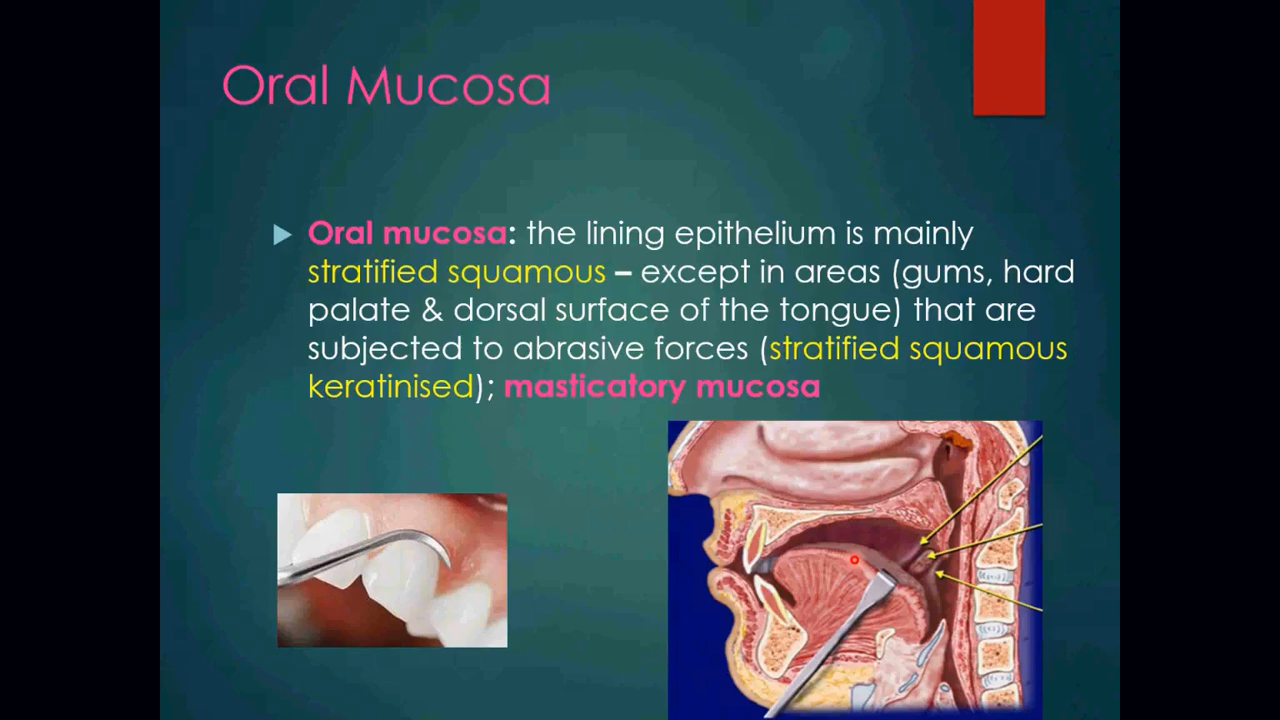 Oral Mucosa
Oral mucosa: the lining epithelium is mainly
stratified squamous – except in areas (gums, hard
palate & dorsal surface of the tongue) that are
subjected to abrasive forces (stratified squamous
keratinised); masticatory mucosa